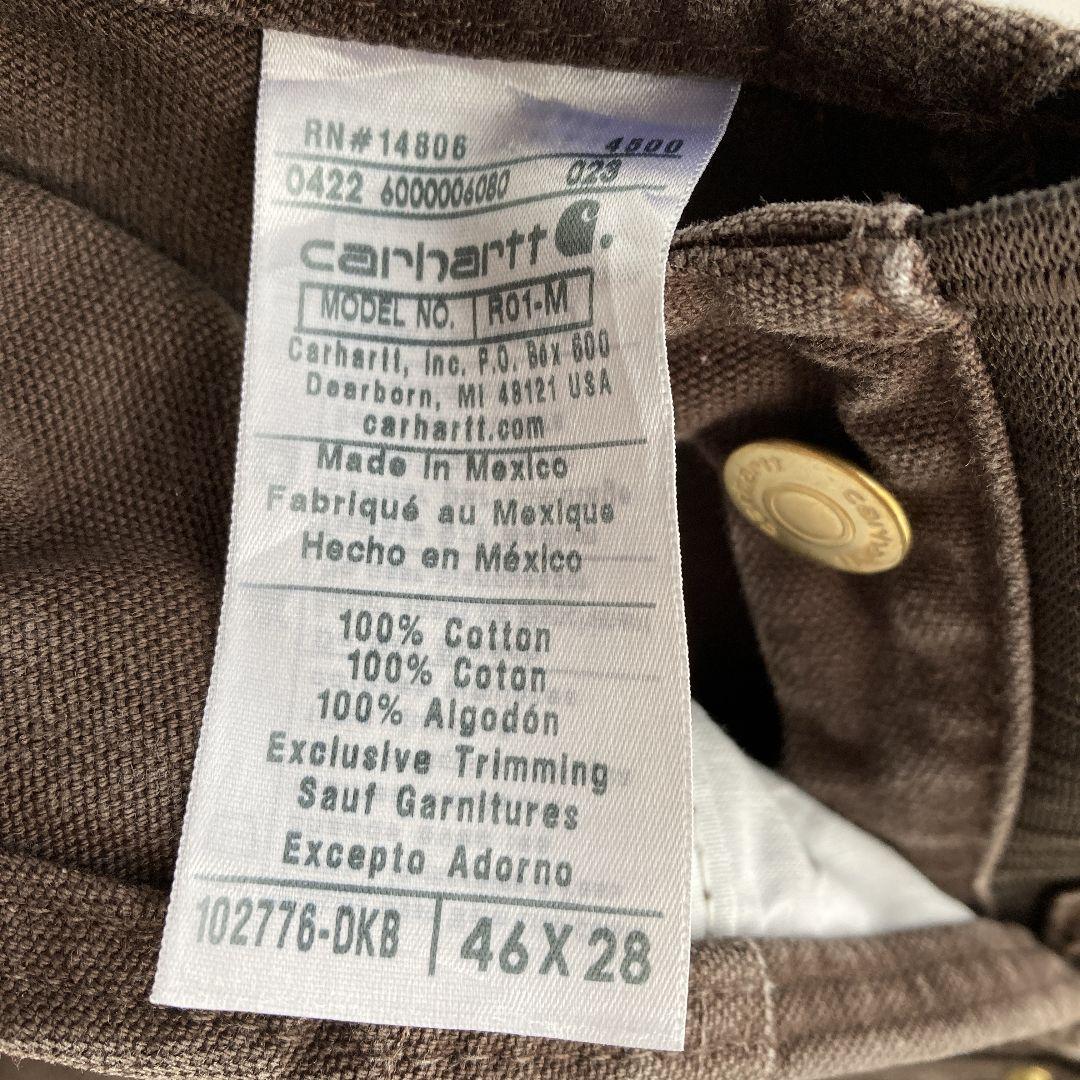 RN#14806 4500
0422 6000006080 023
carhartt
MODEL NO. R01-M
Carhartt, Inc. P.O. Box 600
Dearborn, MI 48121 USA
carhartt.com
Made in Mexico
Fabriqué au Mexique
Hecho en México
100% Cotton
100% Coton
100% Algodón
Exclusive Trimming
Sauf Garnitures
Excepto Adorno
102776-DKB 46X28